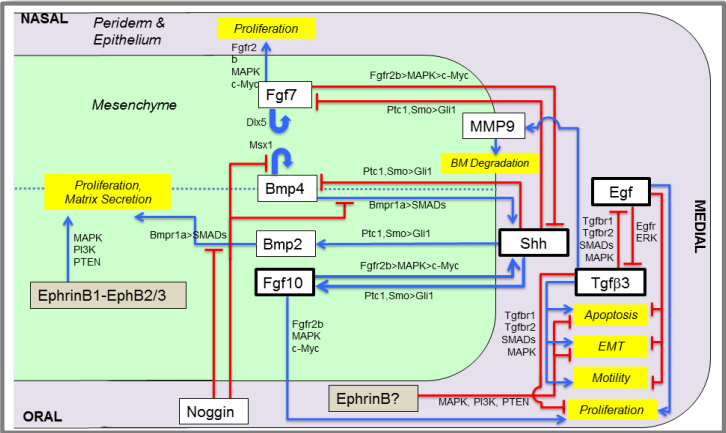 NASAL
Periderm &
Epithelium
Proliferation
Fgfr2
b
MAPK
c-Myc
Fgfr2b>MAPK>c-Myc
Fgf7
Ptc1,Smo>Gli1
Mesenchyme
Dlx5
MMP9
Msx1
BM Degradation
Ptc1,Smo>Gli1
Proliferation,
Matrix Secretion
Bmp4
Egf
MEDIAL
Bmpr1a>SMADs
Tgfbr1
Tgfbr2
SMADs
MAPK
Egfr
ERK
MAPK
PI3K
PTEN
Bmpr1a>SMADs
Bmp2
Ptc1,Smo>Gli1
Shh
Fgfr2b>MAPK>c-Myc
EphrinB1-EphB2/3
Fgf10
Tgfβ3
Ptc1,Smo>Gli1
Fgfr2b
MAPK
c-Myc
Tgfbr1
Tgfbr2
SMADs
MAPK
Apoptosis
EMT
Motility
EphrinB?
MAPK, PI3K, PTEN
Proliferation
Noggin
ORAL